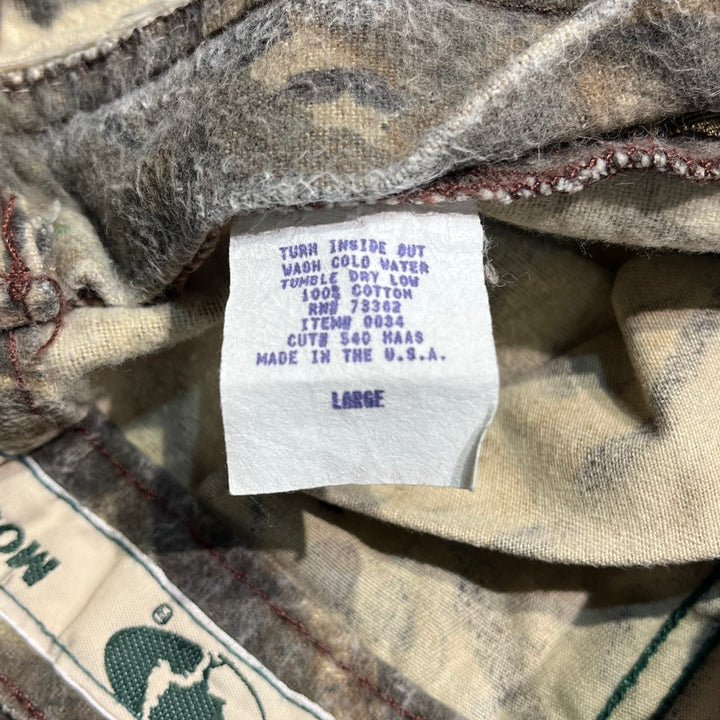 TURN INSIDE OUT
WASH COLD WATER
TUMBLE DRY LOW
100% COTTON
RN# 73362
ITEM# 0034
CUT# 540 HAAS
MADE IN THE U.S.A.
LARGE
MO
®